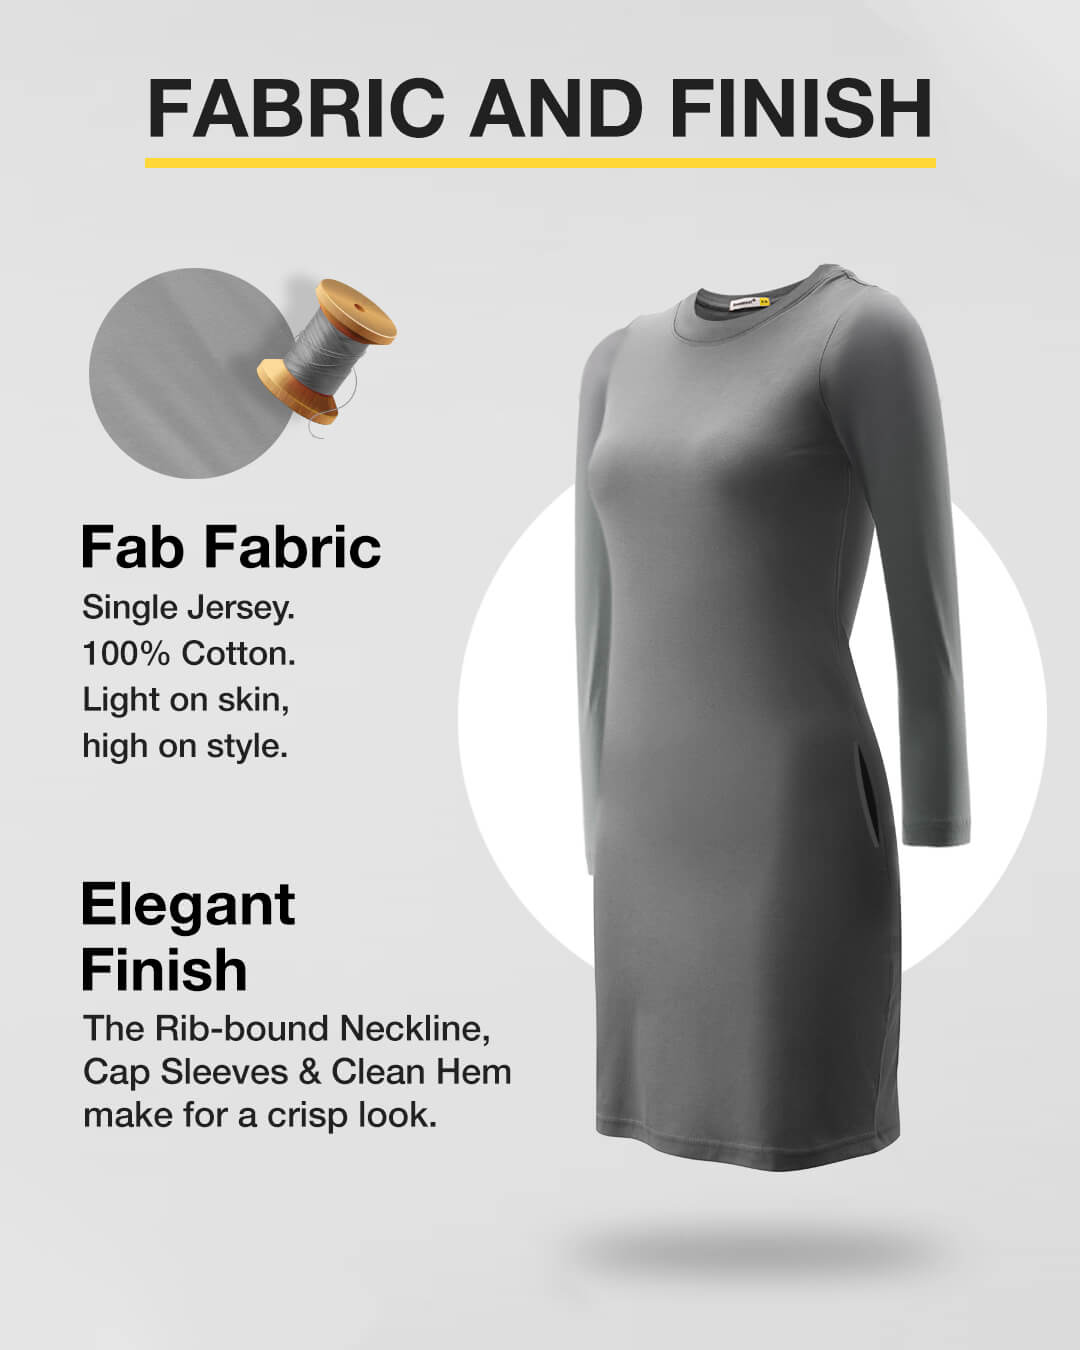 FABRIC AND FINISH
Fab Fabric
Single Jersey.
100% Cotton.
Light on skin,
high on style.
Elegant
Finish
The Rib-bound Neckline,
Cap Sleeves & Clean Hem
make for a crisp look.